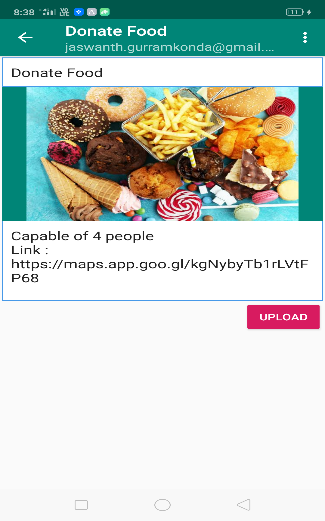 8:38
Donate Food
jaswanth.gurramkonda@gmail....
Donate Food
Capable of 4 people
Link :
https://maps.app.goo.gl/kgNybyTb1rLVtF
P68
UPLOAD